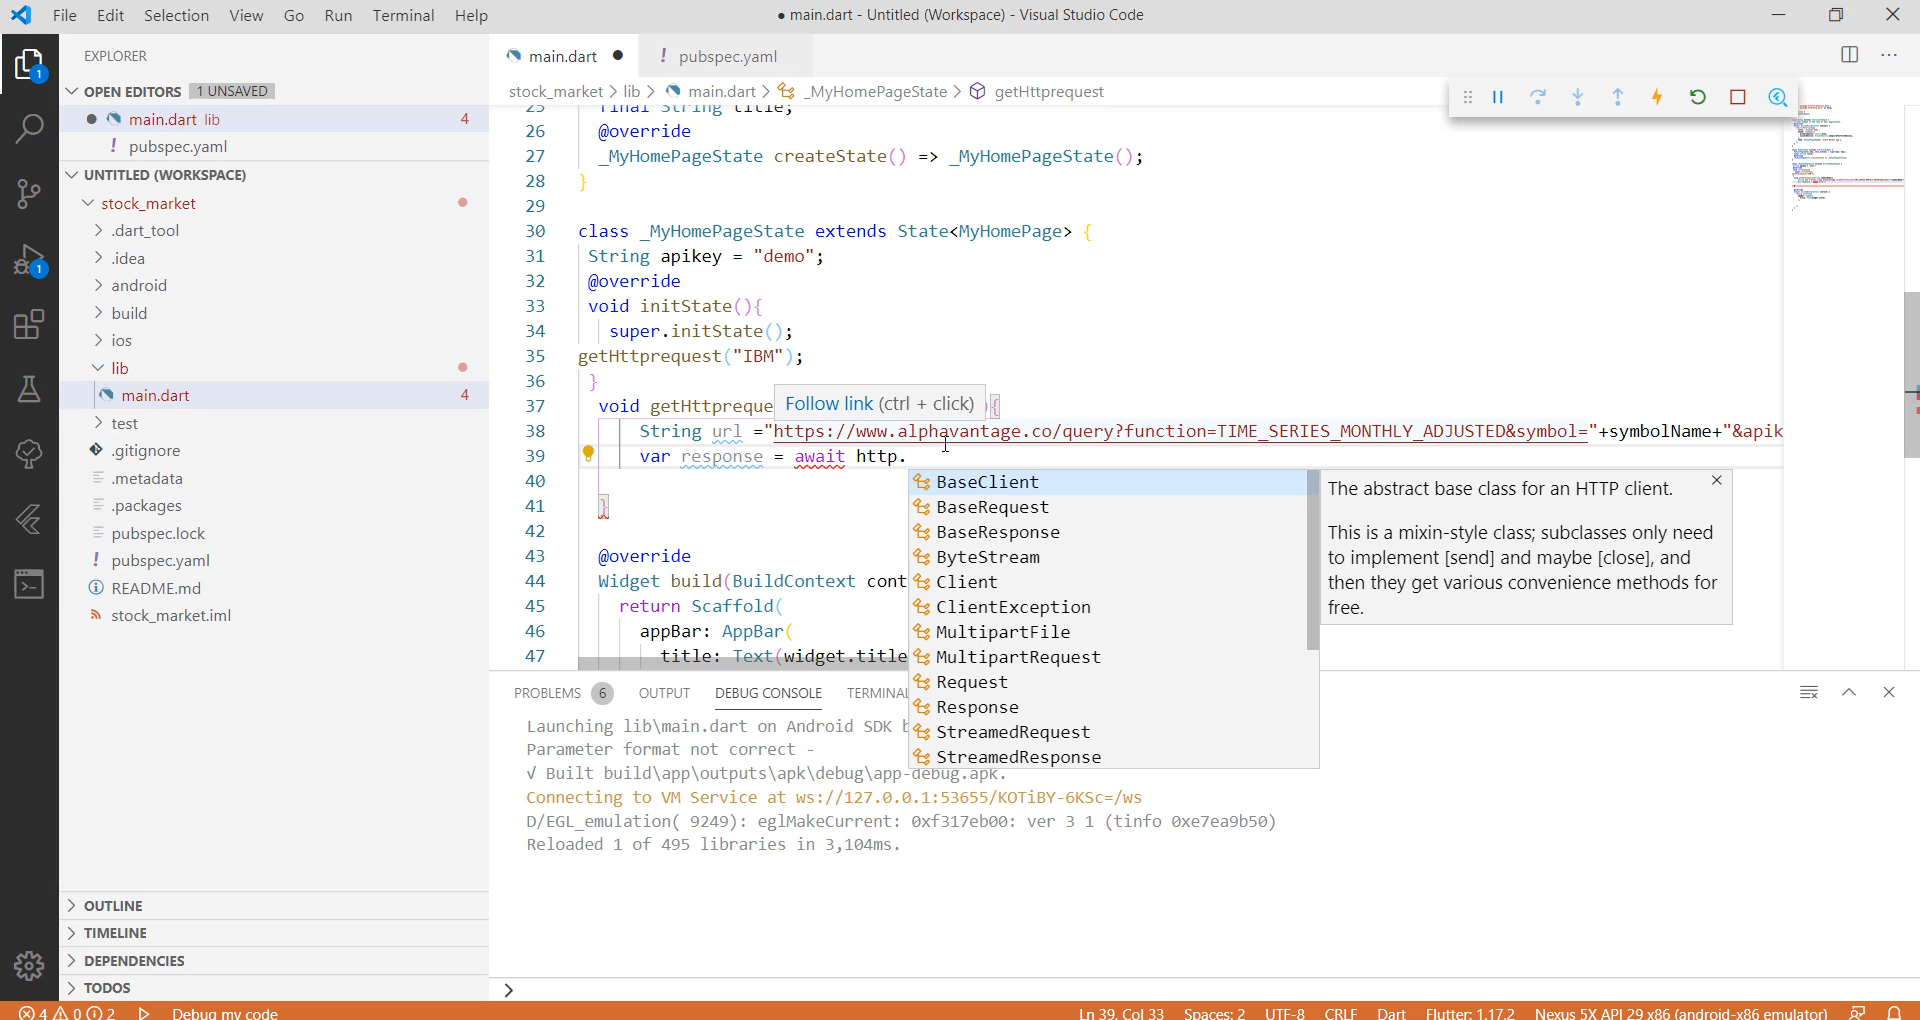 File Edit Selection View Go Run Terminal Help
● main.dart - Untitled (Workspace) - Visual Studio Code
EXPLORER
OPEN EDITORS 1 UNSAVED
main.dart lib 4
! pubspec.yaml
UNTITLED (WORKSPACE)
stock_market
.dart_tool
.idea
android
build
ios
lib
main.dart 4
test
.gitignore
.metadata
.packages
pubspec.lock
! pubspec.yaml
README.md
stock_market.iml
OUTLINE
TIMELINE
DEPENDENCIES
TODOS
1
1
main.dart ●
! pubspec.yaml
stock_market > lib > main.dart > _MyHomePageState > getHttprequest
25 final String title;
26 @override
27 _MyHomePageState createState() => _MyHomePageState();
28 }
29
30 class _MyHomePageState extends State<MyHomePage> {
31 String apikey = "demo";
32 @override
33 void initState(){
34 super.initState();
35 getHttprequest("IBM");
36 }
37 void getHttpreque {
Follow link (ctrl + click)
38 String url ="https://www.alphavantage.co/query?function=TIME_SERIES_MONTHLY_ADJUSTED&symbol="+symbolName+"&apik
39 var response = await http.
40
41 }
42
43 @override
44 Widget build(BuildContext cont
45 return Scaffold(
46 appBar: AppBar(
47 title: Text(widget.title
BaseClient
BaseRequest
BaseResponse
ByteStream
Client
ClientException
MultipartFile
MultipartRequest
Request
Response
StreamedRequest
StreamedResponse
The abstract base class for an HTTP client.
This is a mixin-style class; subclasses only need
to implement [send] and maybe [close], and
then they get various convenience methods for
free.
PROBLEMS 6 OUTPUT DEBUG CONSOLE TERMINAL
Launching lib\main.dart on Android SDK b
Parameter format not correct -
√ Built build\app\outputs\apk\debug\app-debug.apk.
Connecting to VM Service at ws://127.0.0.1:53655/KOTiBY-6KSc=/ws
D/EGL_emulation( 9249): eglMakeCurrent: 0xf317eb00: ver 3 1 (tinfo 0xe7ea9b50)
Reloaded 1 of 495 libraries in 3,104ms.
>
4 0 2 Debug my code
Ln 39, Col 33 Spaces: 2 UTF-8 CRLF Dart Flutter: 1.17.2 Nexus 5X API 29 x86 (android-x86 emulator)